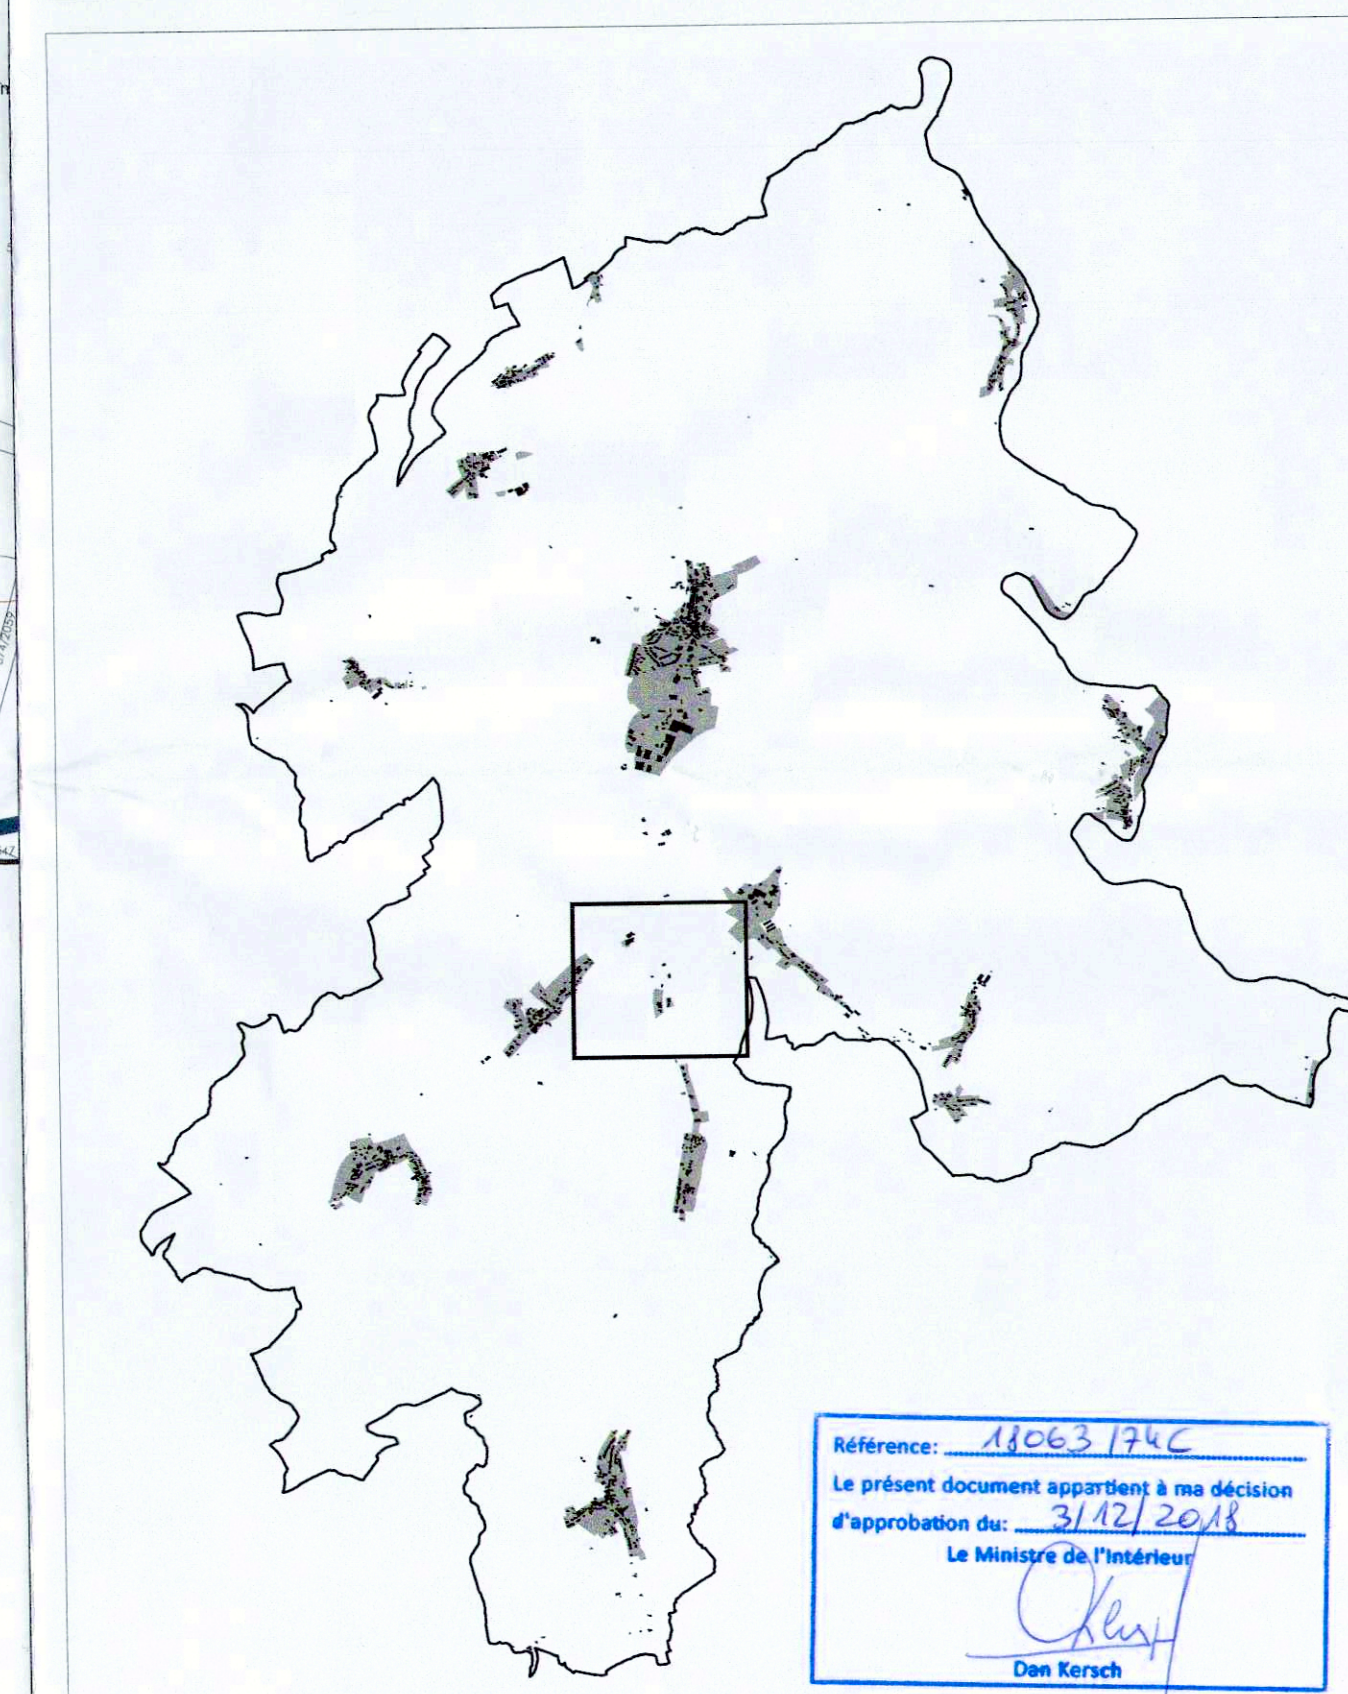 Référence: 18063/74C
Le présent document appartient à ma décision
d'approbation du: 3/12/2018
Le Ministre de l'Intérieur
Dan Kersch